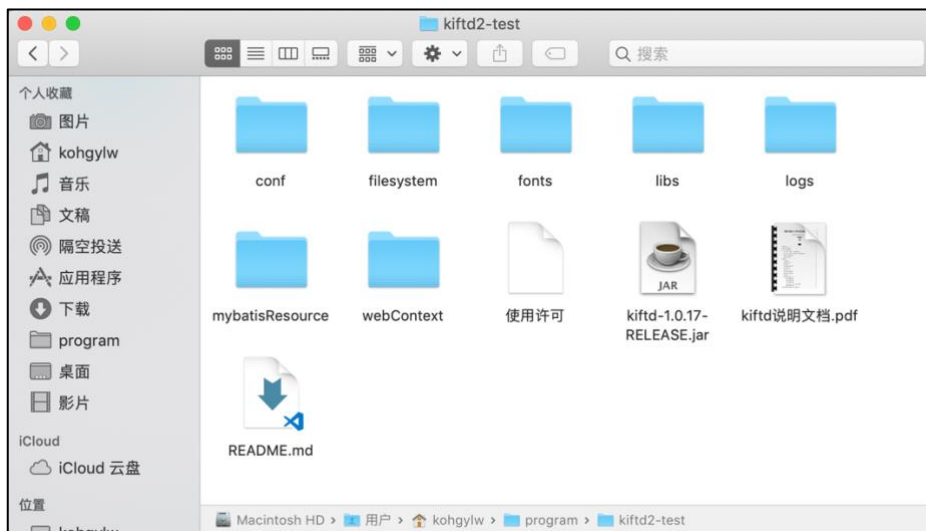 kiftd2-test
搜索
个人收藏
图片
kohgylw
音乐
文稿
隔空投送
应用程序
下载
program
桌面
影片
iCloud
iCloud 云盘
位置
conf
filesystem
fonts
libs
logs
mybatisResource
webContext
使用许可
JAR
kiftd-1.0.17-
RELEASE.jar
kiftd说明文档.pdf
README.md
Macintosh HD › 用户 › kohgylw › program › kiftd2-test